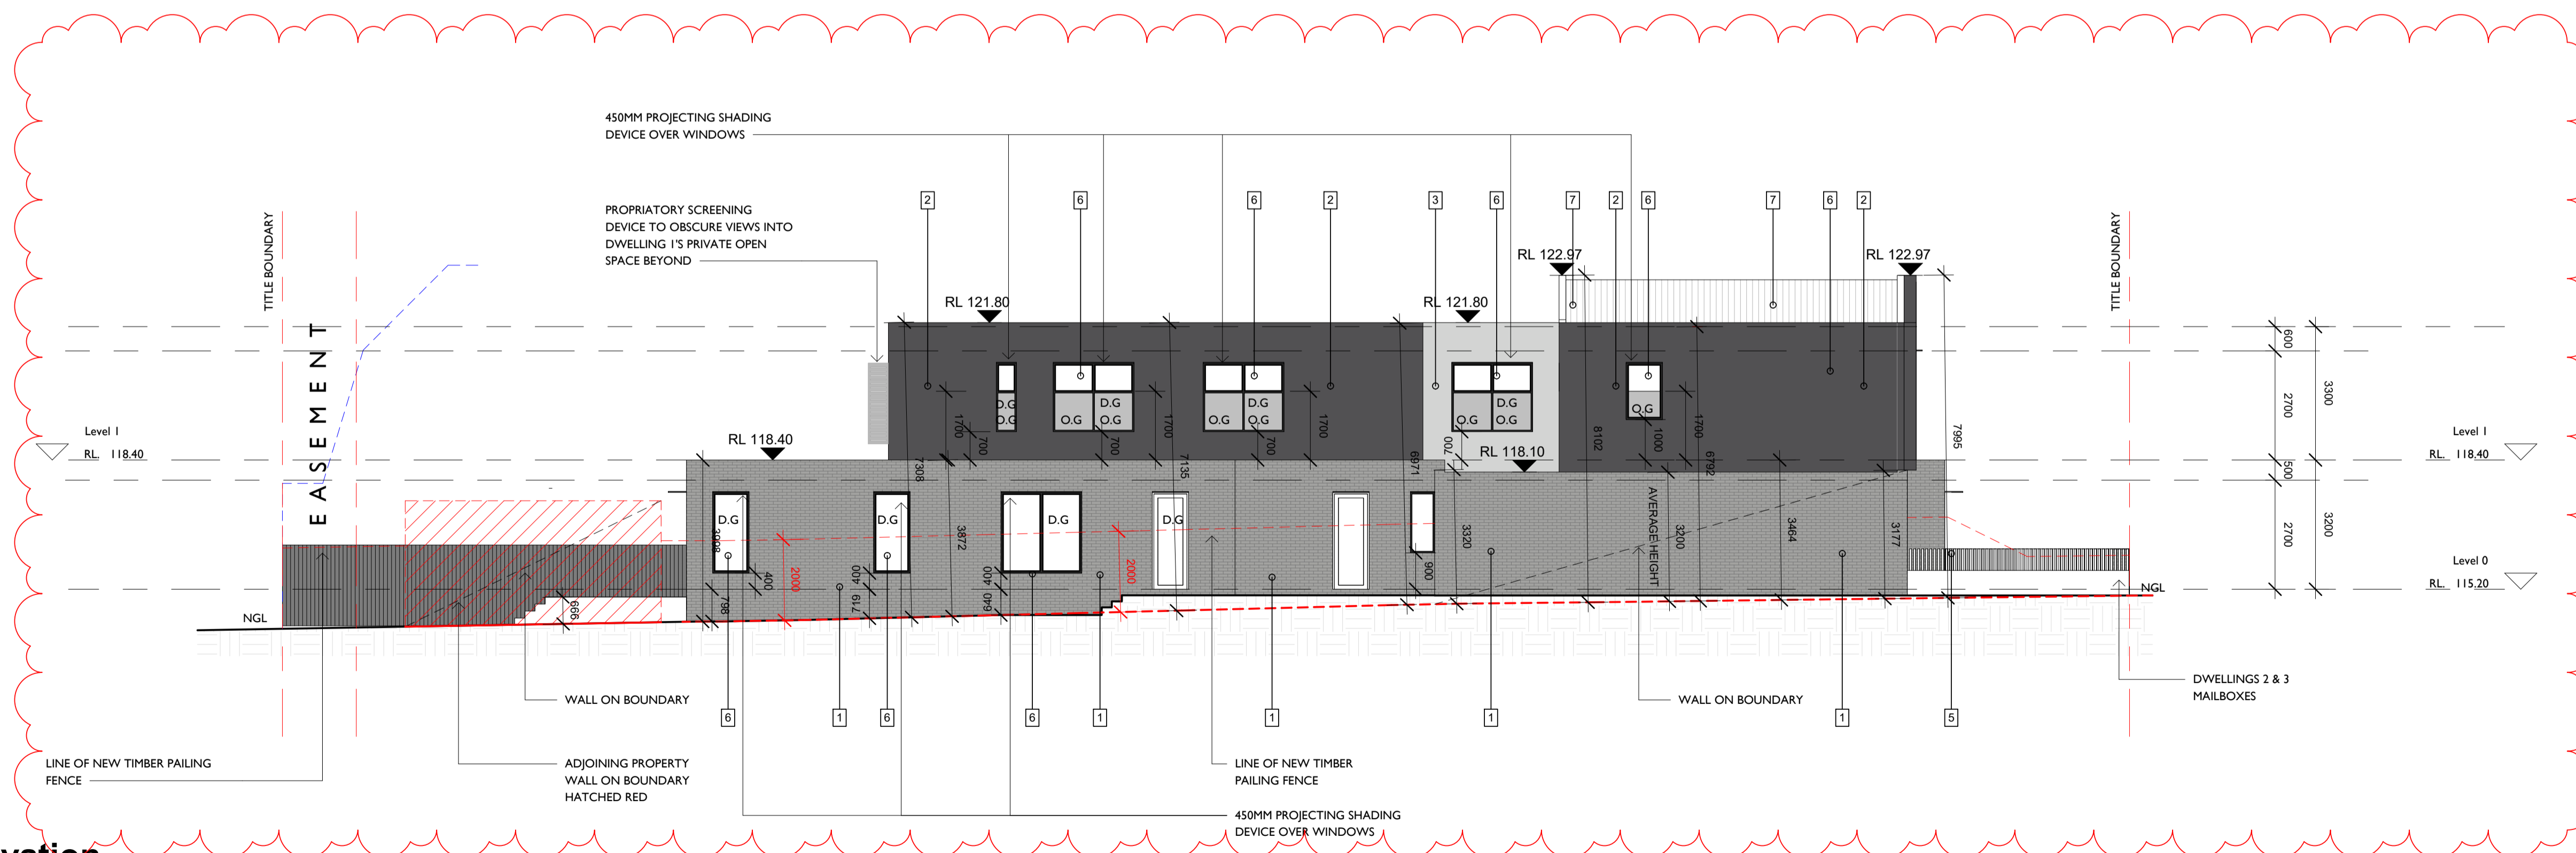 450MM PROJECTING SHADING
DEVICE OVER WINDOWS
PROPRIATORY SCREENING
DEVICE TO OBSCURE VIEWS INTO
DWELLING 1'S PRIVATE OPEN
SPACE BEYOND
2
6
6
2
3
6
7
2
6
7
6
2
TITLE BOUNDARY
EASEMENT
TITLE BOUNDARY
RL 122.97
RL 122.97
RL 121.80
RL 121.80
RL 118.40
RL 118.10
Level 1
RL. 118.40
Level 1
RL. 118.40
Level 0
RL. 115.20
600
2700
3300
500
2700
3200
D.G
O.G
O.G
D.G
O.G
O.G
D.G
O.G
O.G
D.G
O.G
O.G
1700
700
700
1700
700
1700
700
1000
1700
7308
7135
6971
8102
6792
7995
D.G
D.G
D.G
D.G
3872
3320
AVERAGE HEIGHT
3200
3464
3177
400
798
2000
400
719
400
640
2000
900
666
NGL
NGL
WALL ON BOUNDARY
WALL ON BOUNDARY
DWELLINGS 2 & 3
MAILBOXES
6
1
6
6
1
1
1
1
5
LINE OF NEW TIMBER PAILING
FENCE
ADJOINING PROPERTY
WALL ON BOUNDARY
HATCHED RED
LINE OF NEW TIMBER
PAILING FENCE
450MM PROJECTING SHADING
DEVICE OVER WINDOWS